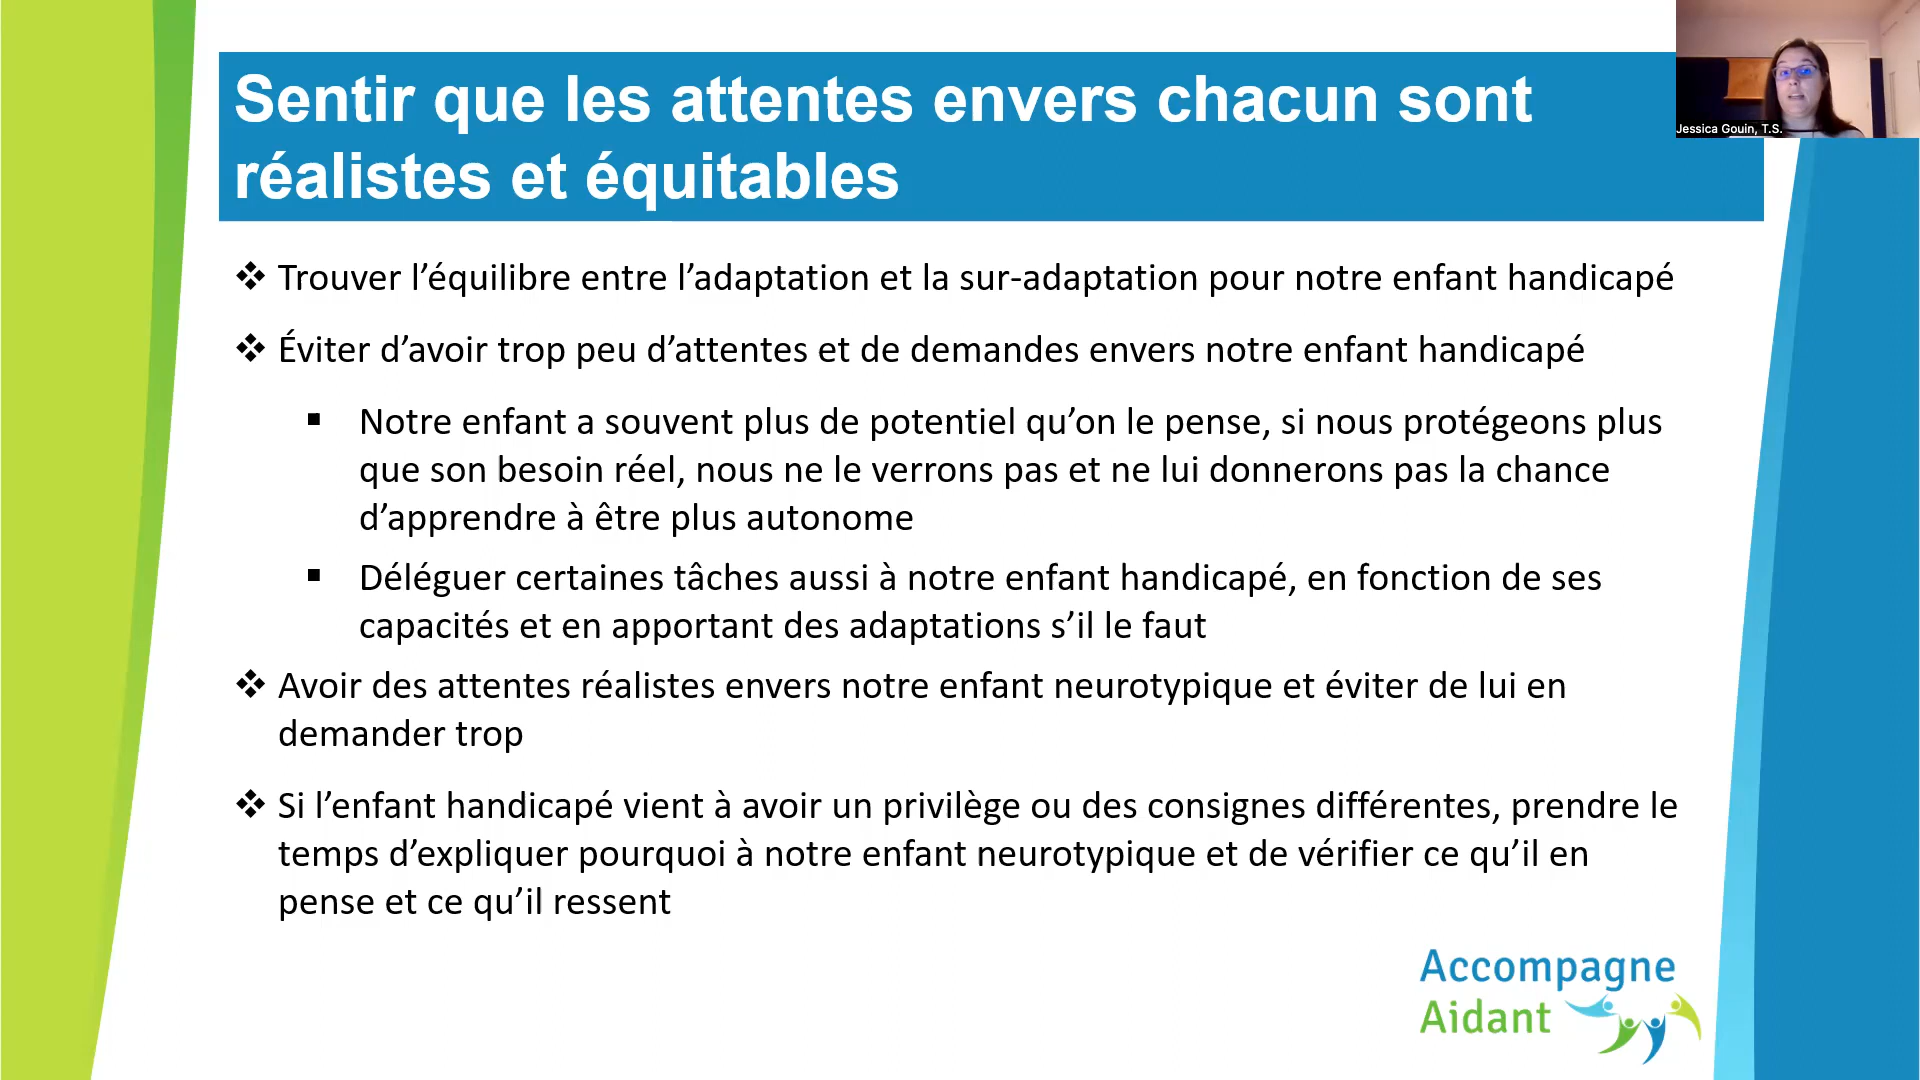 Sentir que les attentes envers chacun sont
réalistes et équitables
Jessica Gouin, T.S.
❖ Trouver l’équilibre entre l’adaptation et la sur-adaptation pour notre enfant handicapé
❖ Éviter d’avoir trop peu d’attentes et de demandes envers notre enfant handicapé
▪ Notre enfant a souvent plus de potentiel qu’on le pense, si nous protégeons plus
que son besoin réel, nous ne le verrons pas et ne lui donnerons pas la chance
d’apprendre à être plus autonome
▪ Déléguer certaines tâches aussi à notre enfant handicapé, en fonction de ses
capacités et en apportant des adaptations s’il le faut
❖ Avoir des attentes réalistes envers notre enfant neurotypique et éviter de lui en
demander trop
❖ Si l’enfant handicapé vient à avoir un privilège ou des consignes différentes, prendre le
temps d’expliquer pourquoi à notre enfant neurotypique et de vérifier ce qu’il en
pense et ce qu’il ressent
Accompagne
Aidant